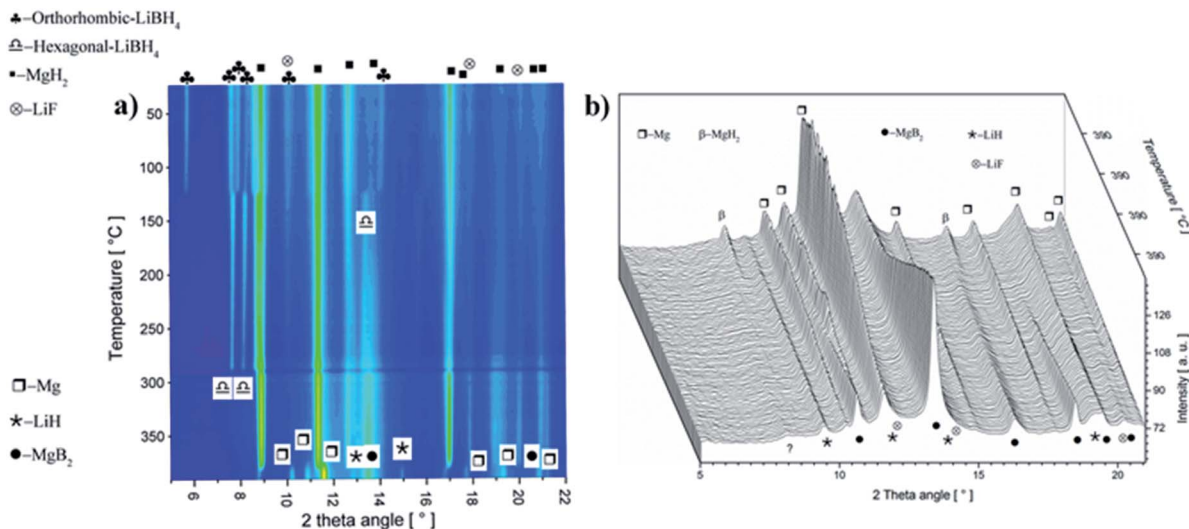 ♣–Orthorhombic-LiBH₄
♎–Hexagonal-LiBH₄
■–MgH₂
⊗–LiF
❒–Mg
★–LiH
●–MgB₂
a)
Temperature [ °C]
50
100
150
200
250
300
350
6
8
10
12
14
16
18
20
22
2 theta angle [ ° ]
b)
❒–Mg
β–MgH₂
●–MgB₂
★–LiH
⊗–LiF
β
β
?
Temperature [ °C]
390
390
390
Intensity [ a. u.]
126
108
90
72
5
10
15
20
2 Theta angle [ ° ]